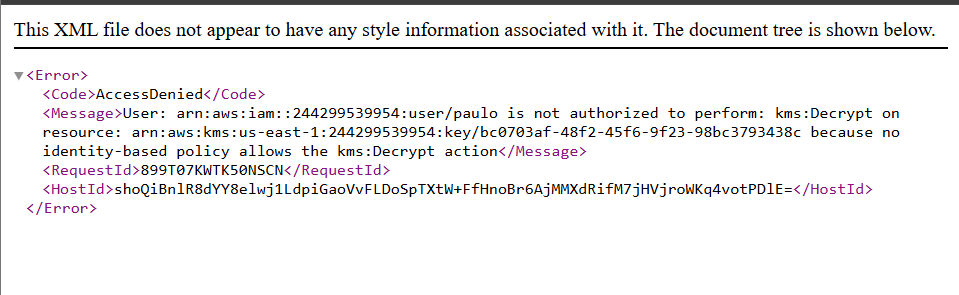 This XML file does not appear to have any style information associated with it. The document tree is shown below.
<Error>
<Code>AccessDenied</Code>
<Message>User: arn:aws:iam::244299539954:user/paulo is not authorized to perform: kms:Decrypt on
resource: arn:aws:kms:us-east-1:244299539954:key/bc0703af-48f2-45f6-9f23-98bc3793438c because no
identity-based policy allows the kms:Decrypt action</Message>
<RequestId>899T07KWTK50NSCN</RequestId>
<HostId>shoQiBnlR8dYY8elwj1LdpiGaoVvFLDoSpTXtW+FfHnoBr6AjMMXdRifM7jHVjroWKq4votPDlE=</HostId>
</Error>